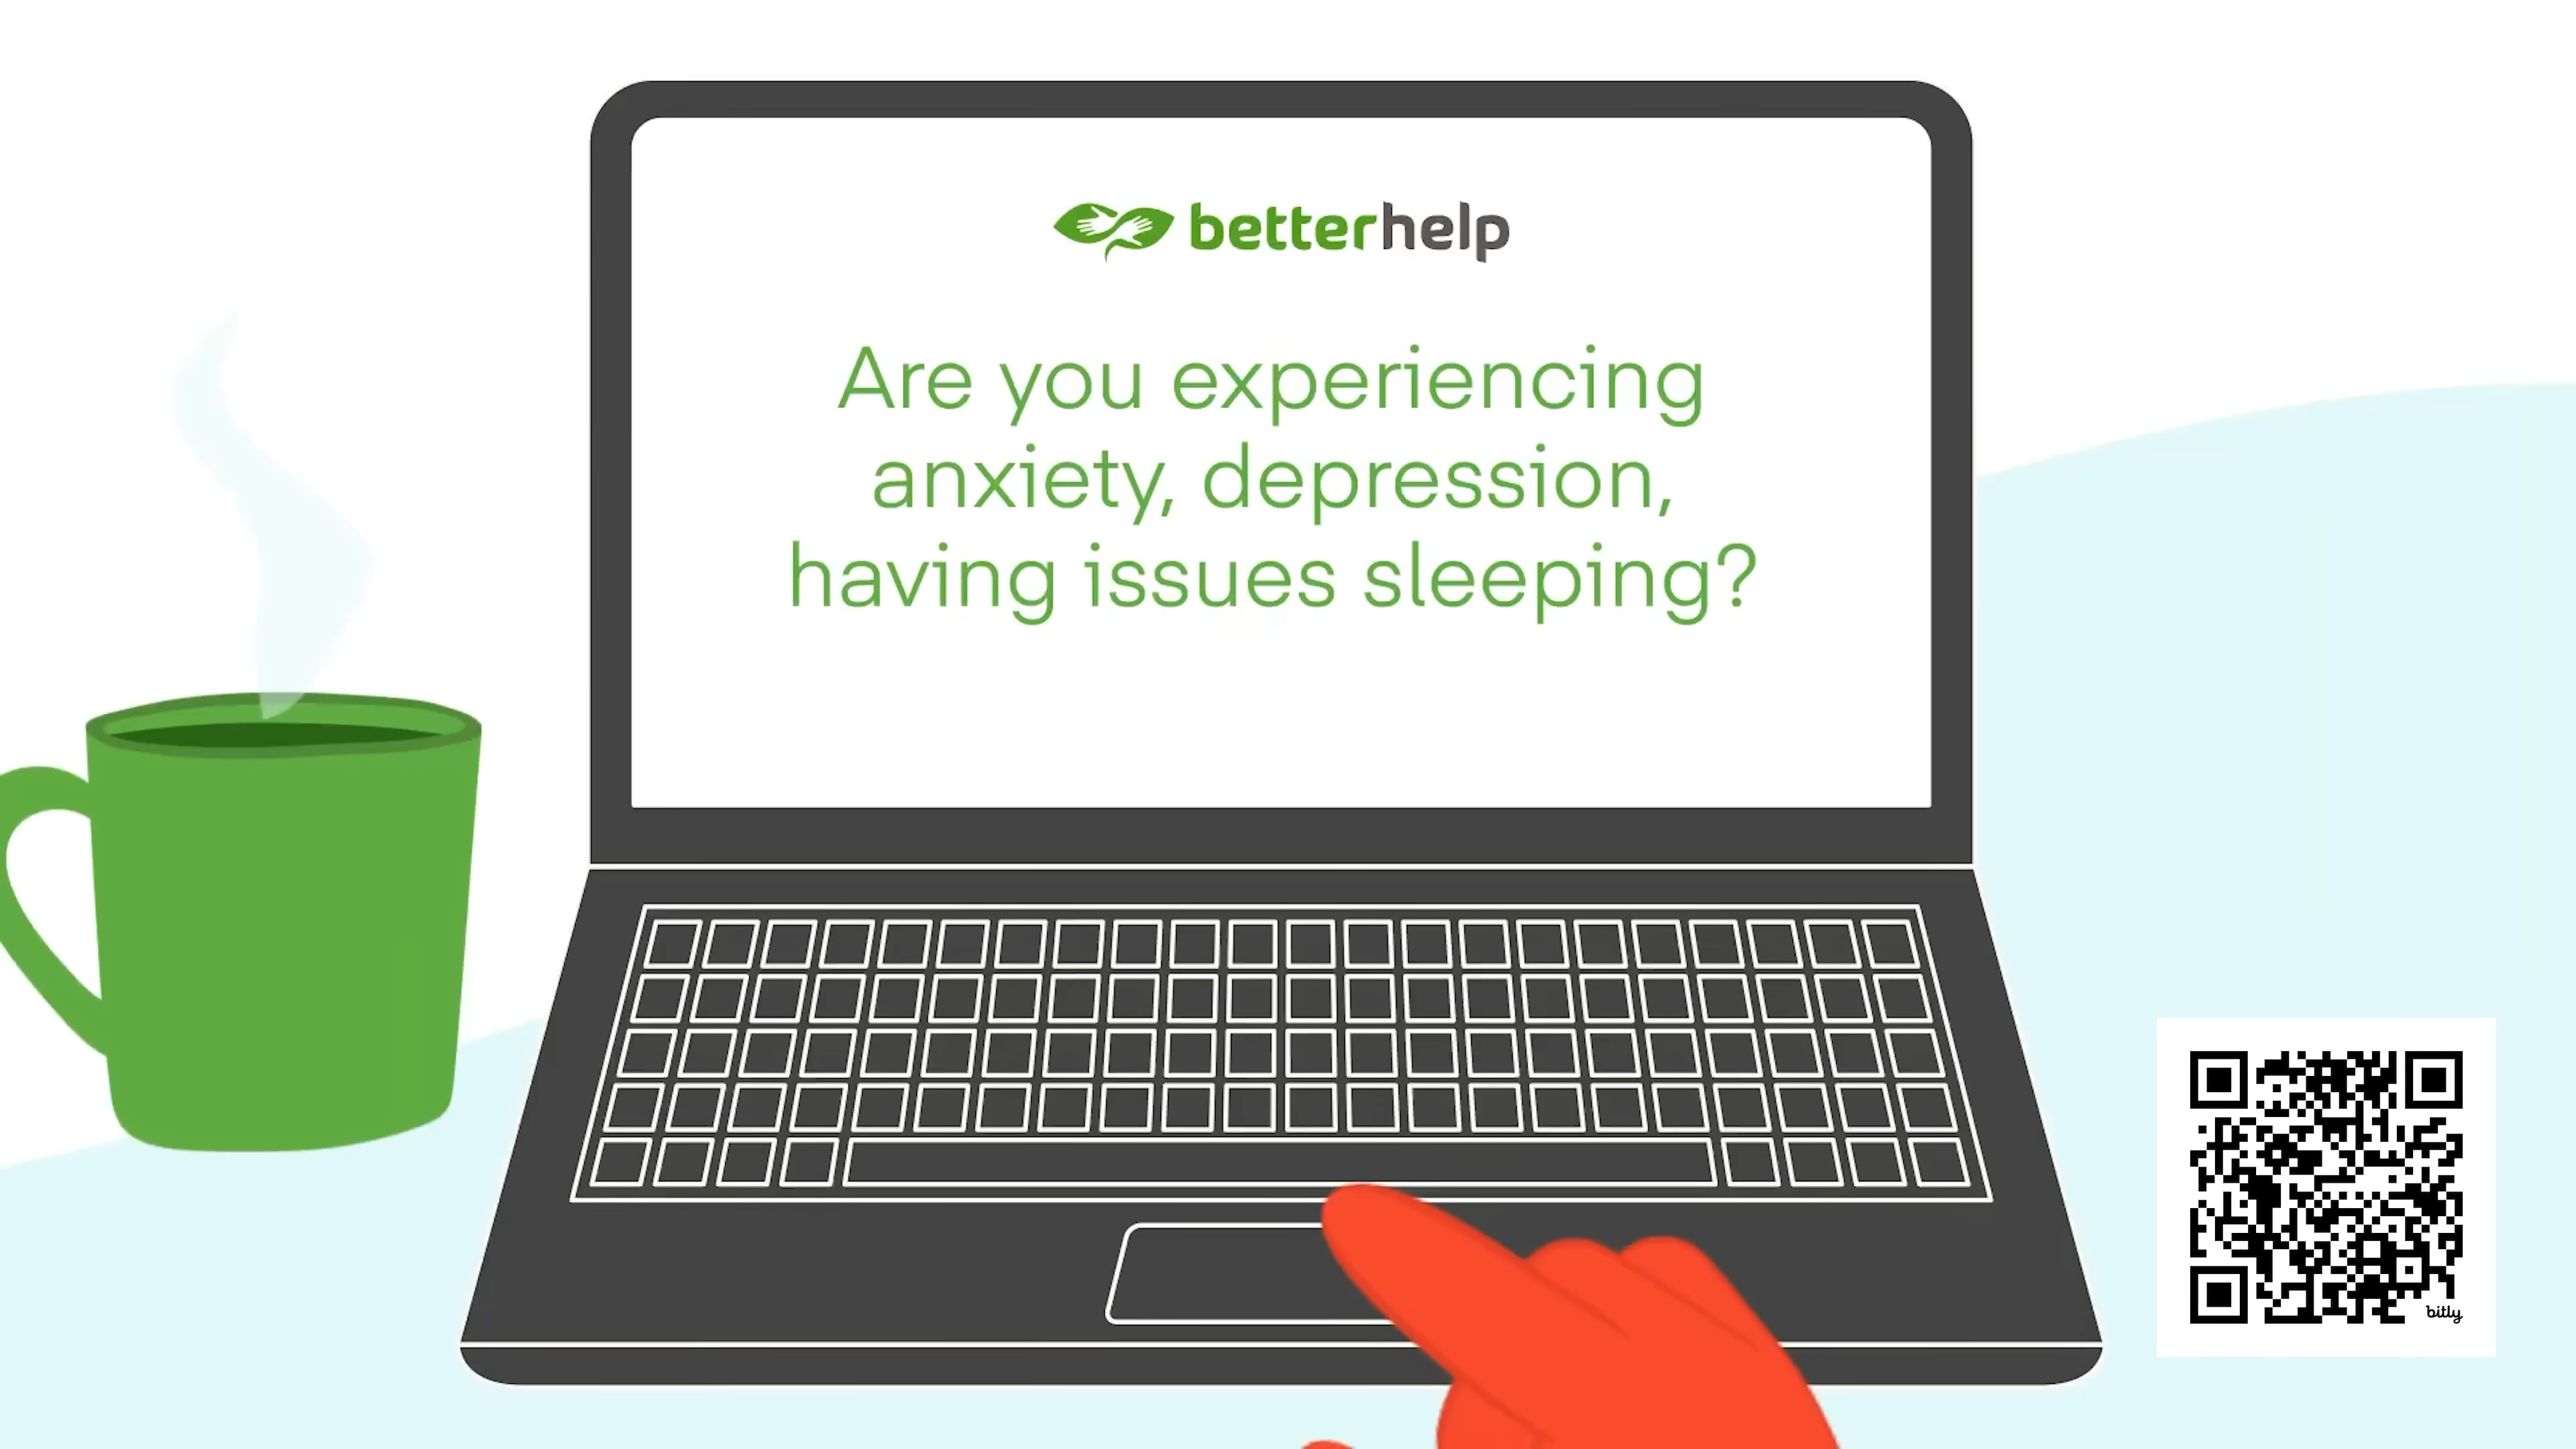 betterhelp
Are you experiencing
anxiety, depression,
having issues sleeping?
bitly